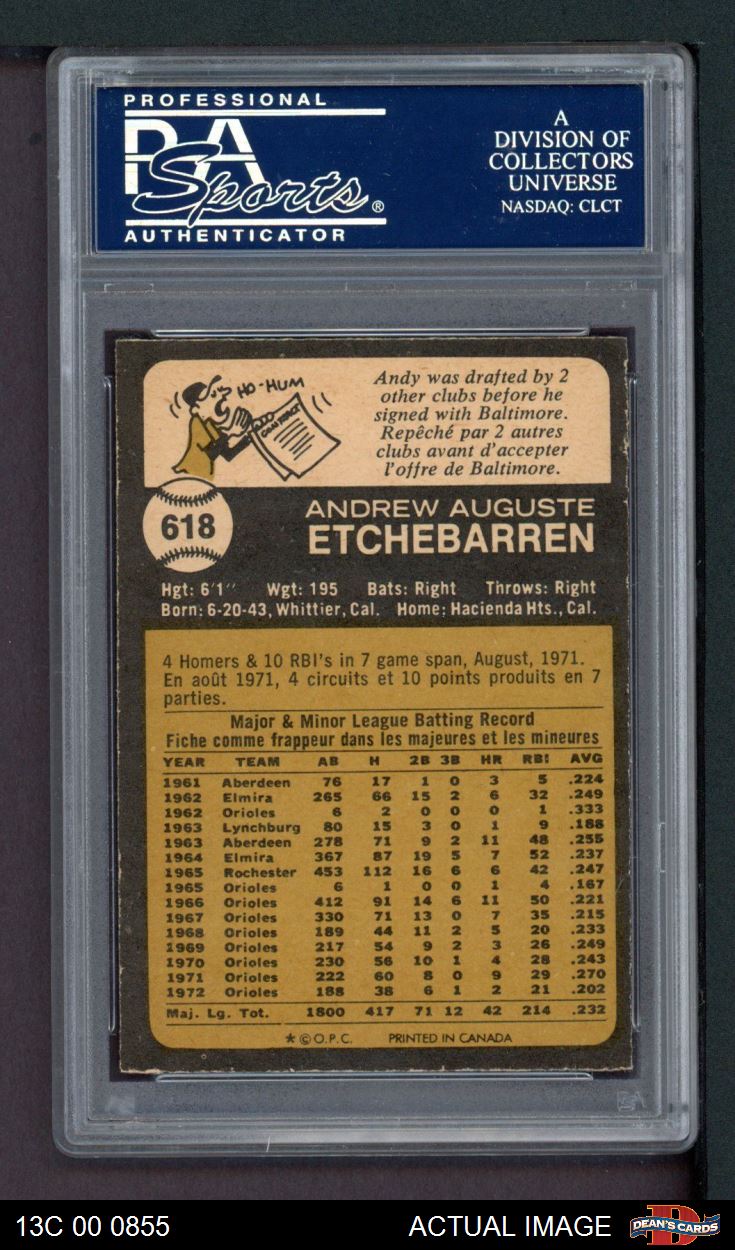 PROFESSIONAL
PSA
Sports®
AUTHENTICATOR
A
DIVISION OF
COLLECTORS
UNIVERSE
NASDAQ: CLCT
HO-HUM
CONTRACT
Andy was drafted by 2
other clubs before he
signed with Baltimore.
Repêché par 2 autres
clubs avant d'accepter
l'offre de Baltimore.
618
ANDREW AUGUSTE
ETCHEBARREN
Hgt: 6'1" Wgt: 195 Bats: Right Throws: Right
Born: 6-20-43, Whittier, Cal. Home: Hacienda Hts., Cal.
4 Homers & 10 RBI's in 7 game span, August, 1971.
En août 1971, 4 circuits et 10 points produits en 7
parties.
Major & Minor League Batting Record
Fiche comme frappeur dans les majeures et les mineures
YEAR TEAM AB H 2B 3B HR RBI AVG
1961 Aberdeen 76 17 1 0 3 5 .224
1962 Elmira 265 66 15 2 6 32 .249
1962 Orioles 6 2 0 0 0 1 .333
1963 Lynchburg 80 15 3 0 1 9 .188
1963 Aberdeen 278 71 9 2 11 48 .255
1964 Elmira 367 87 19 5 7 52 .237
1965 Rochester 453 112 16 6 6 42 .247
1965 Orioles 6 1 0 0 1 4 .167
1966 Orioles 412 91 14 6 11 50 .221
1967 Orioles 330 71 13 0 7 35 .215
1968 Orioles 189 44 11 2 5 20 .233
1969 Orioles 217 54 9 2 3 26 .249
1970 Orioles 230 56 10 1 4 28 .243
1971 Orioles 222 60 8 0 9 29 .270
1972 Orioles 188 38 6 1 2 21 .202
Maj. Lg. Tot. 1800 417 71 12 42 214 .232
★ © O.P.C. PRINTED IN CANADA
13C 00 0855
ACTUAL IMAGE
D
DEAN'S CARDS